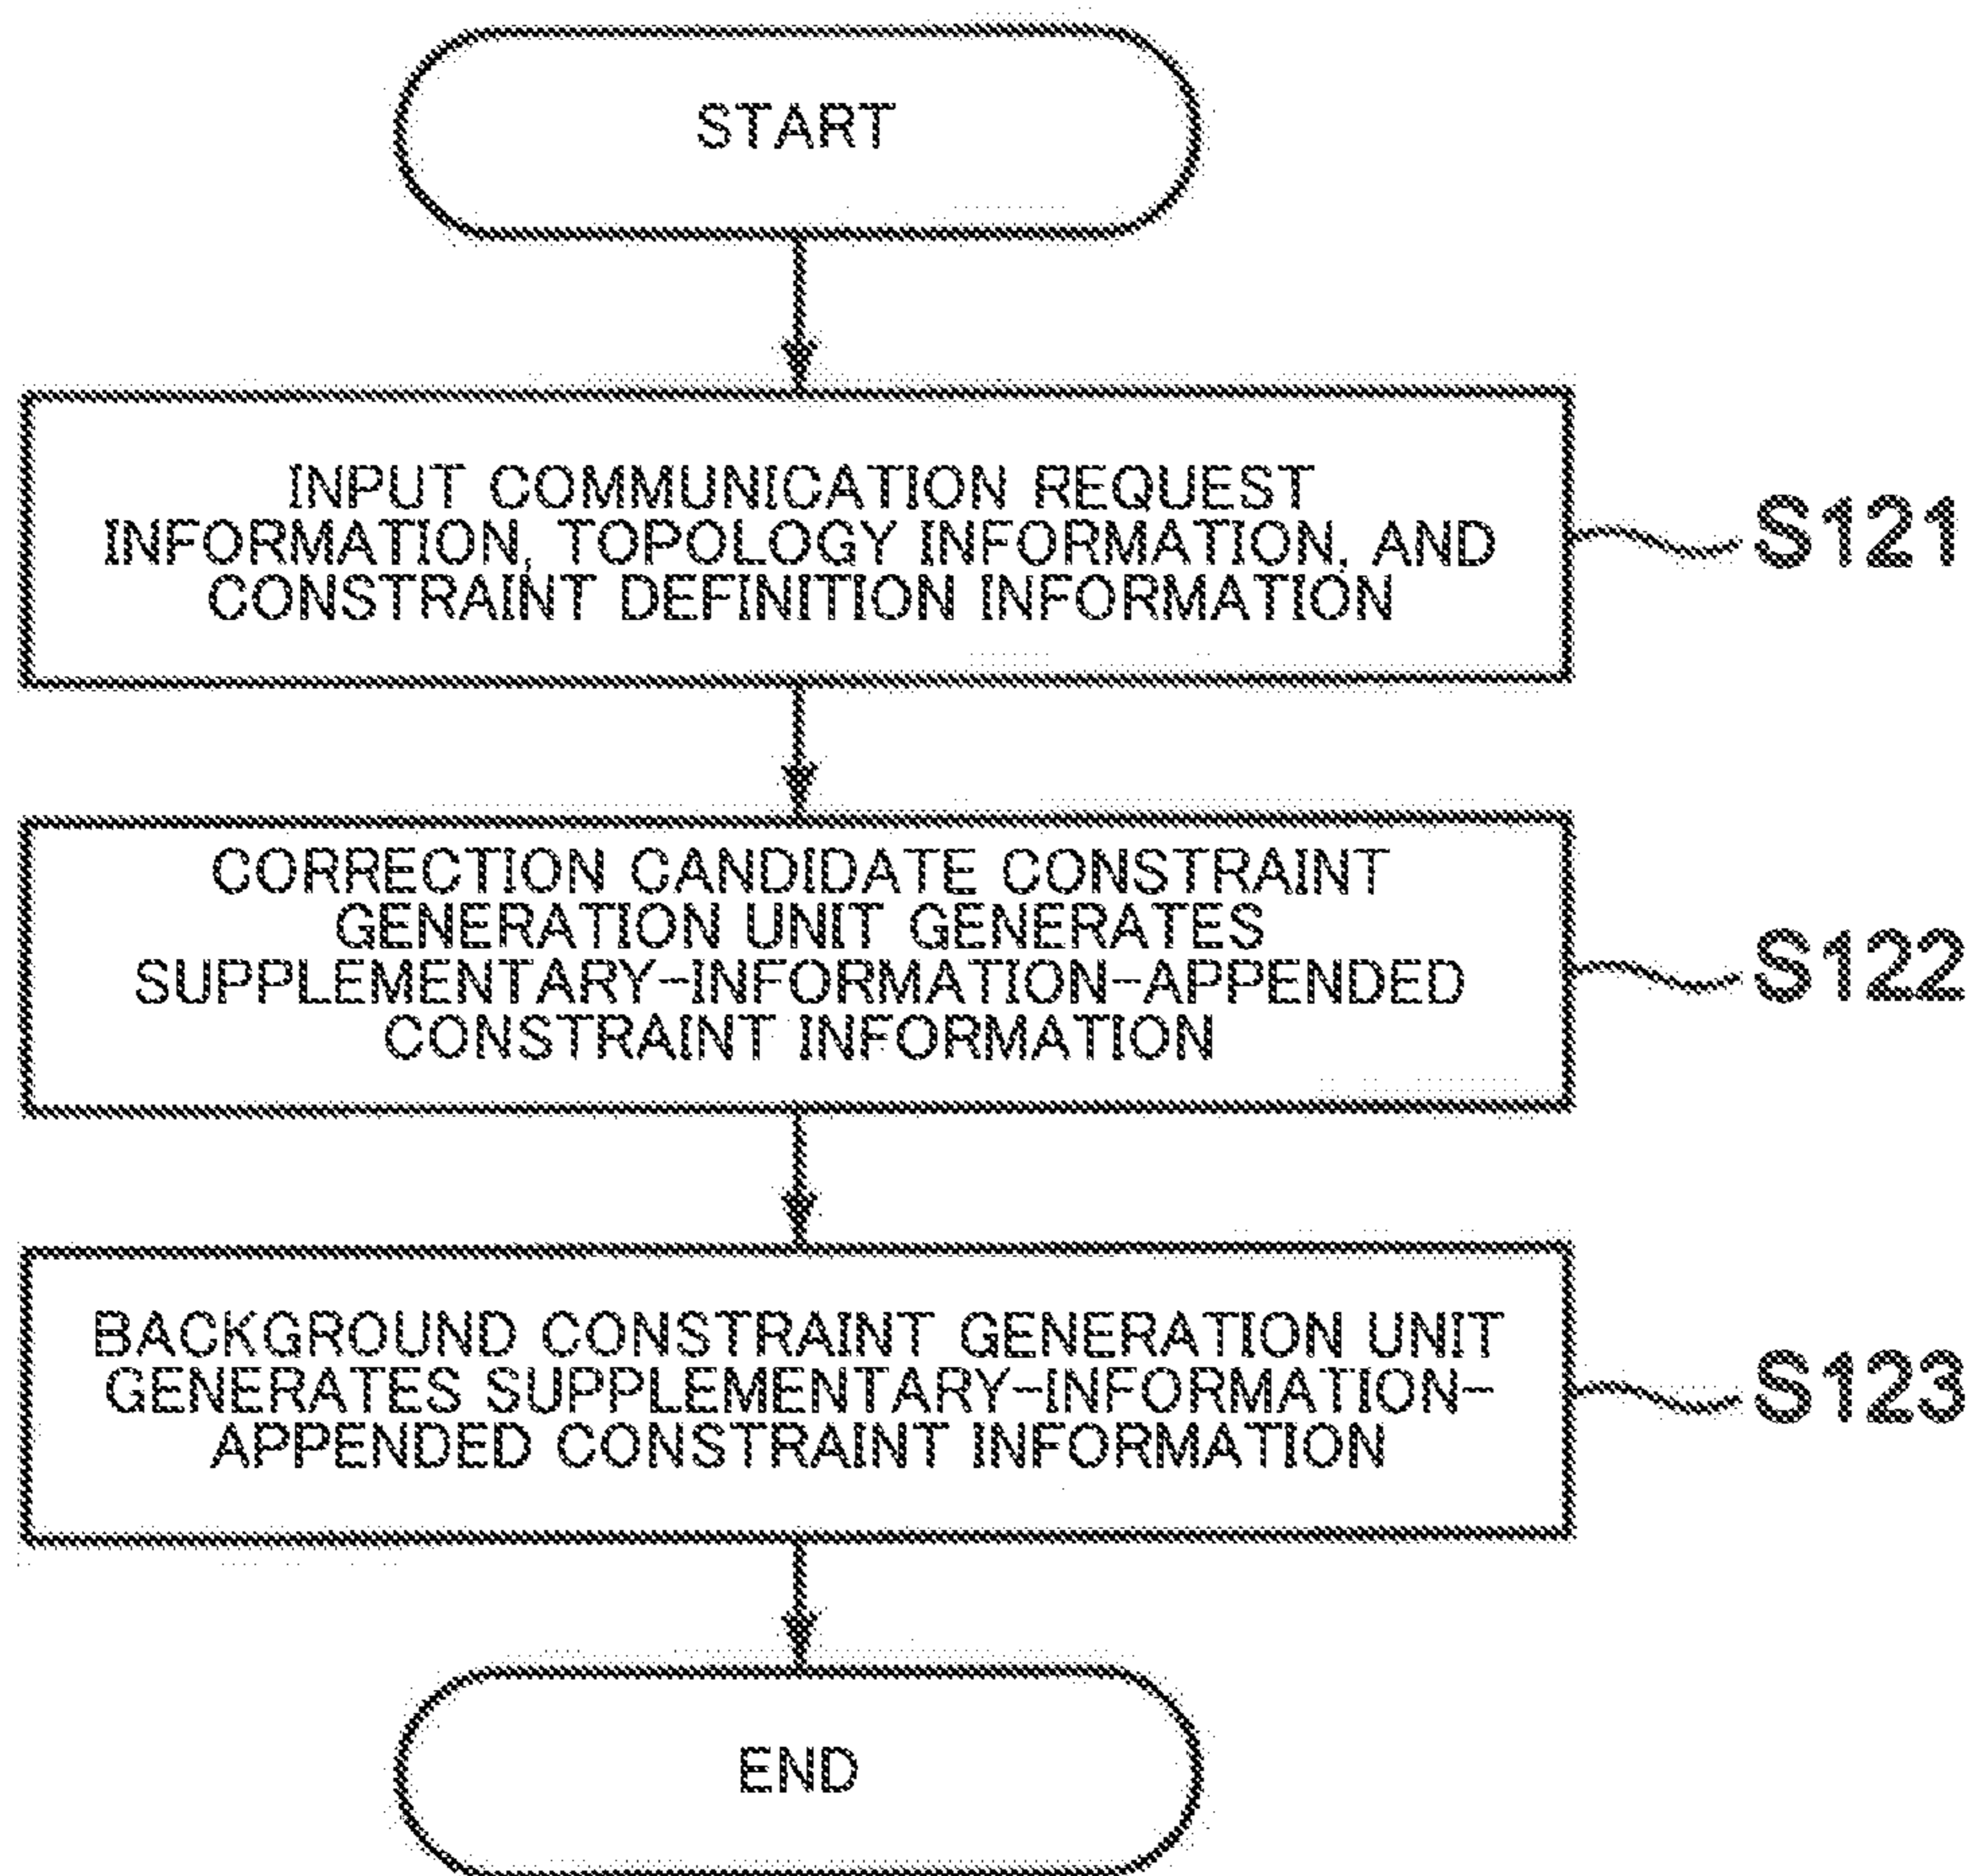 START
INPUT COMMUNICATION REQUEST
INFORMATION, TOPOLOGY INFORMATION, AND
CONSTRAINT DEFINITION INFORMATION
S121
CORRECTION CANDIDATE CONSTRAINT
GENERATION UNIT GENERATES
SUPPLEMENTARY-INFORMATION-APPENDED
CONSTRAINT INFORMATION
S122
BACKGROUND CONSTRAINT GENERATION UNIT
GENERATES SUPPLEMENTARY-INFORMATION-
APPENDED CONSTRAINT INFORMATION
S123
END